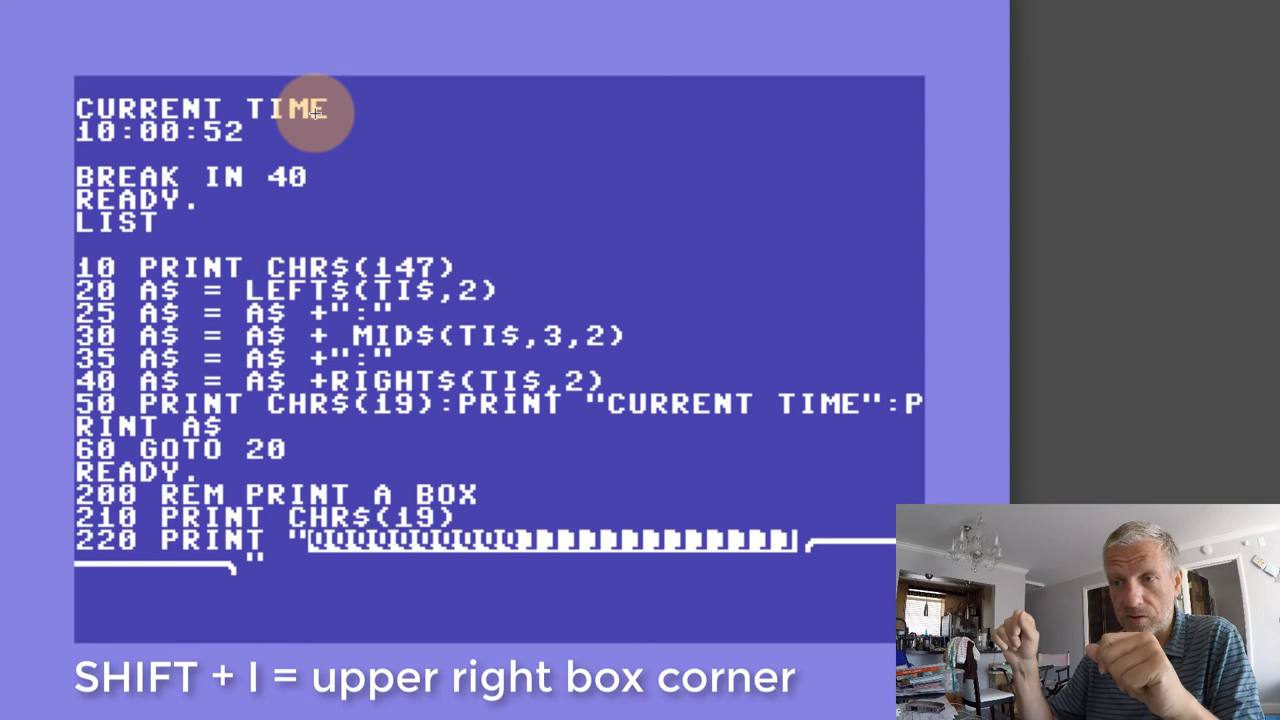 CURRENT TIME
10:00:52
BREAK IN 40
READY.
LIST
10 PRINT CHR$(147)
20 A$ = LEFT$(TI$,2)
25 A$ = A$ +":"
30 A$ = A$ + MID$(TI$,3,2)
35 A$ = A$ +":"
40 A$ = A$ +RIGHT$(TI$,2)
50 PRINT CHR$(19):PRINT "CURRENT TIME":P
RINT A$
60 GOTO 20
READY.
200 REM PRINT A BOX
210 PRINT CHR$(19)
220 PRINT "QQQQQQQQQQ]]]]]]]]]]]]]╭────
───────╮"
SHIFT + I = upper right box corner